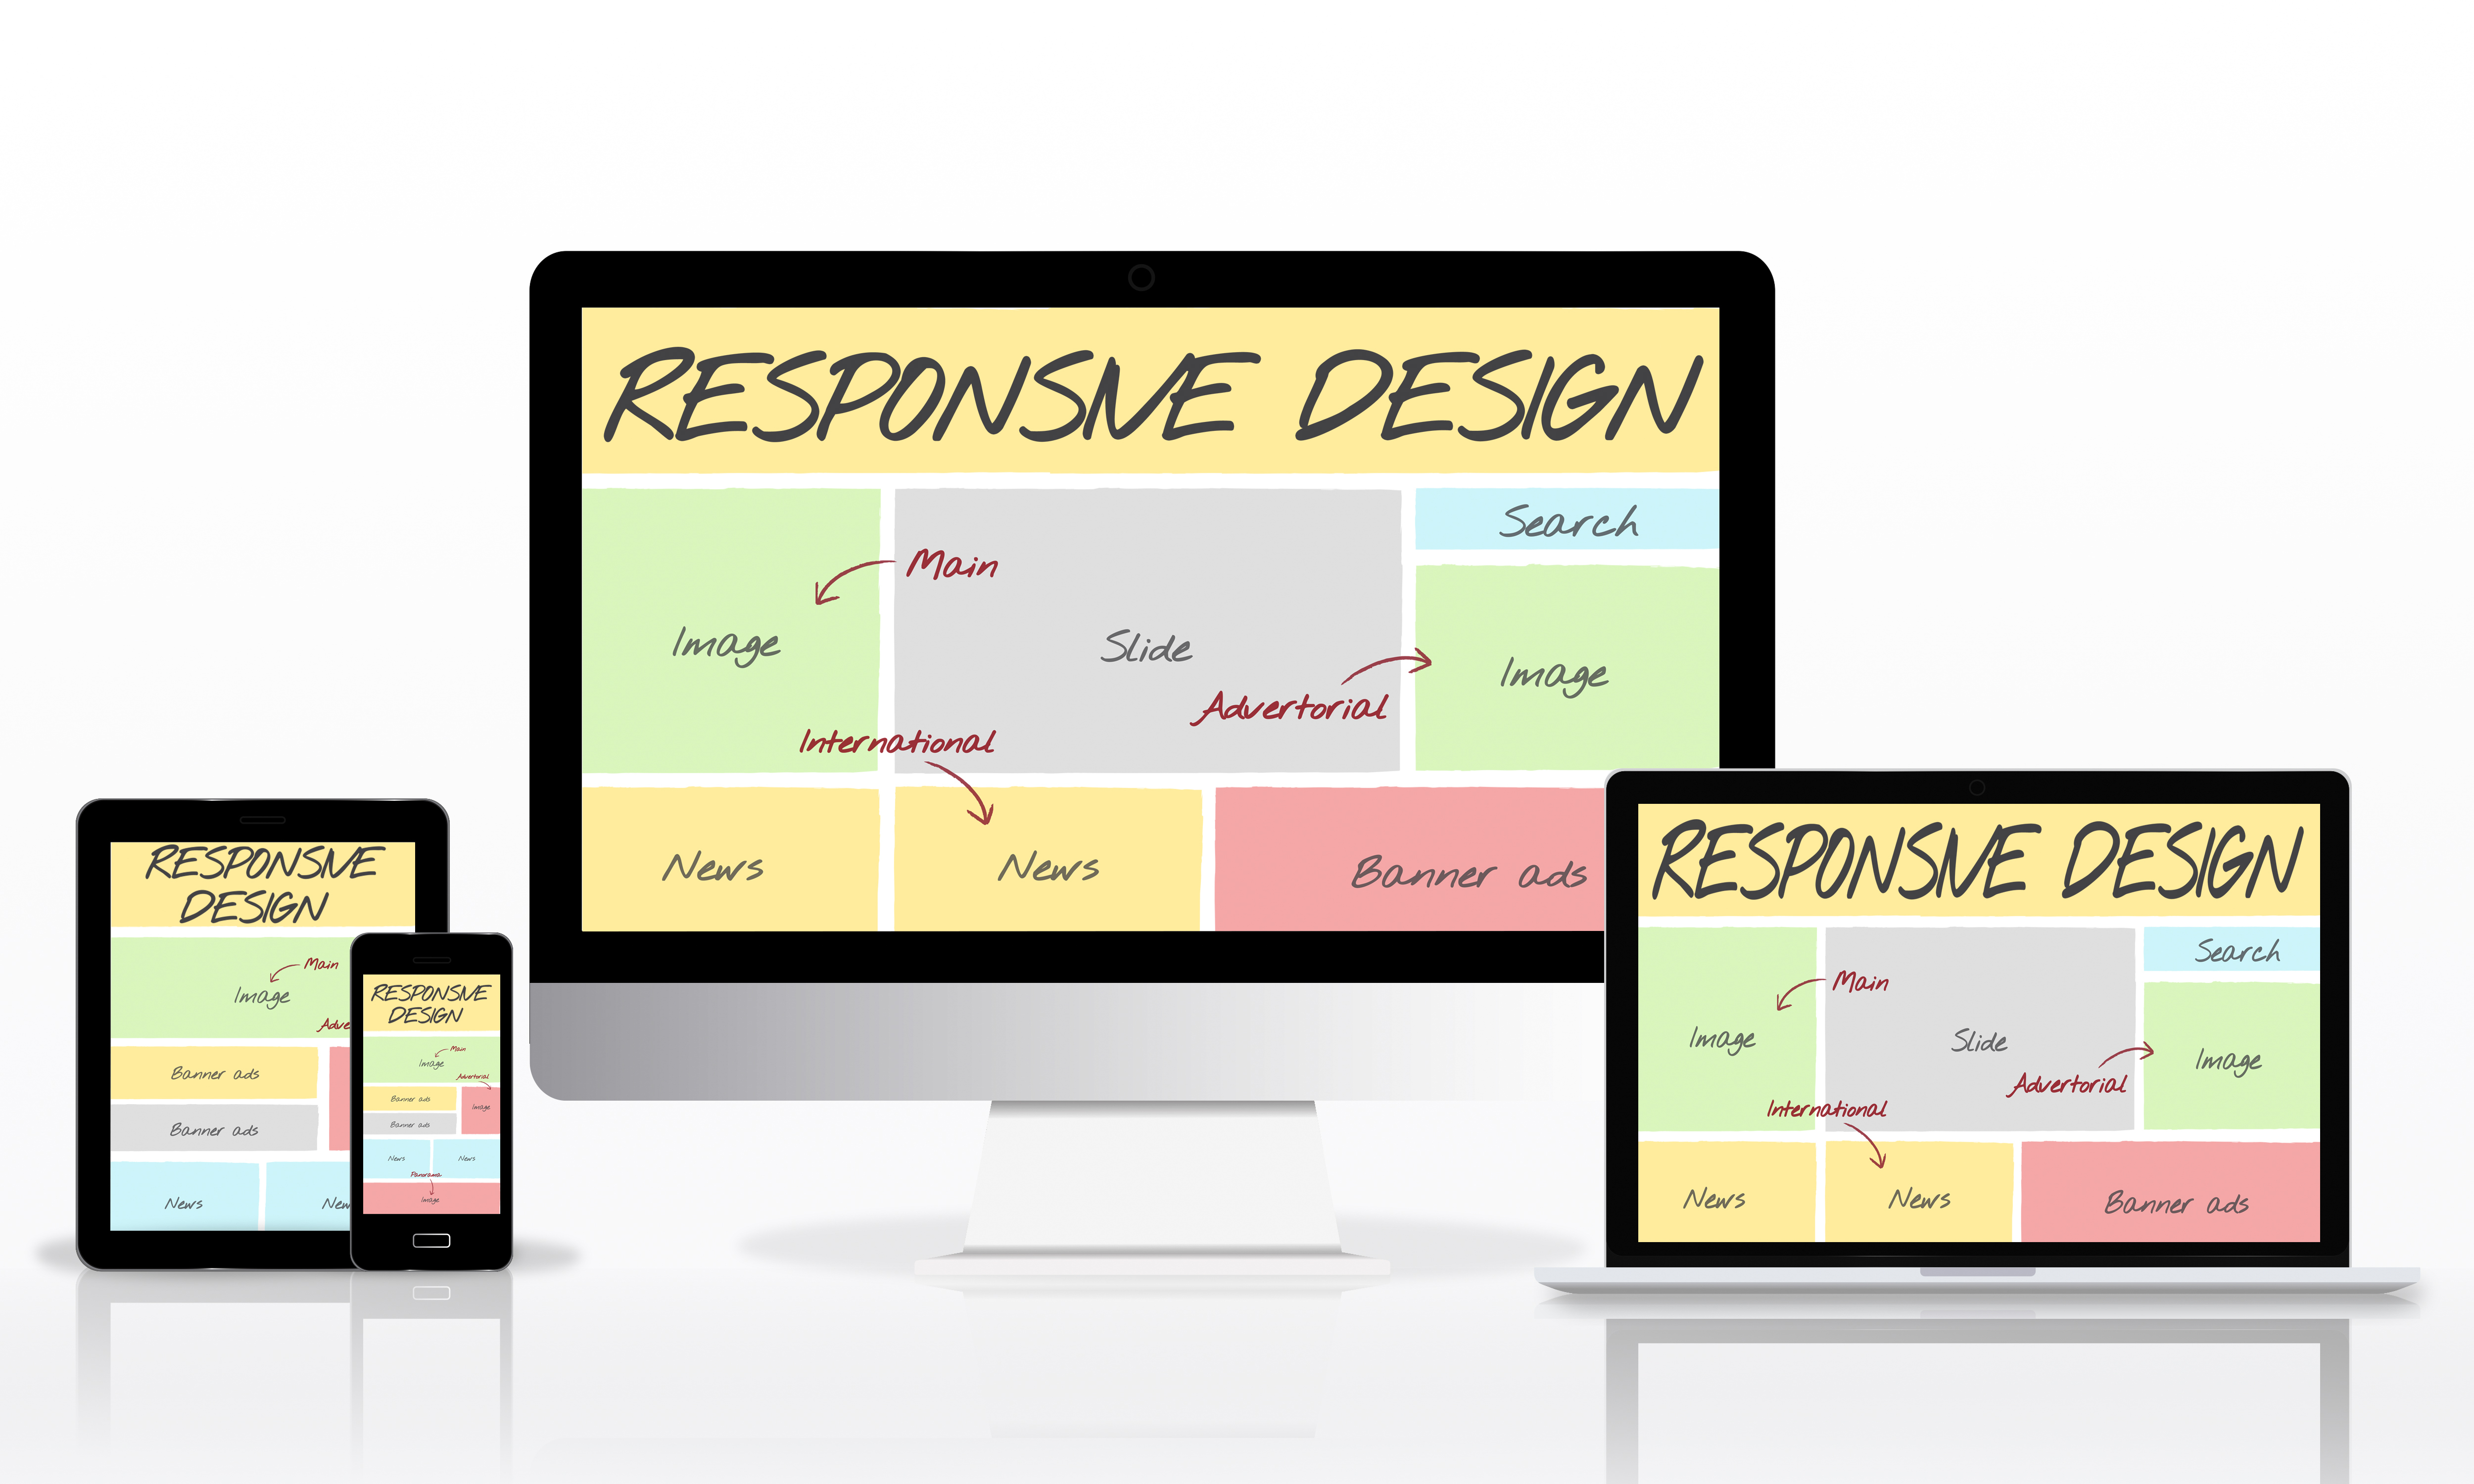 RESPONSIVE DESIGN
Search
Main
Image
Slide
Image
Advertorial
International
News
News
Banner ads
RESPONSIVE
DESIGN
Main
Image
Adve
Banner ads
Banner ads
News
New
RESPONSIVE
DESIGN
Main
Image
Advertorial
Banner ads
Image
Banner ads
News
News
Panorama
Image
RESPONSIVE DESIGN
Search
Main
Image
Slide
Image
Advertorial
International
News
News
Banner ads